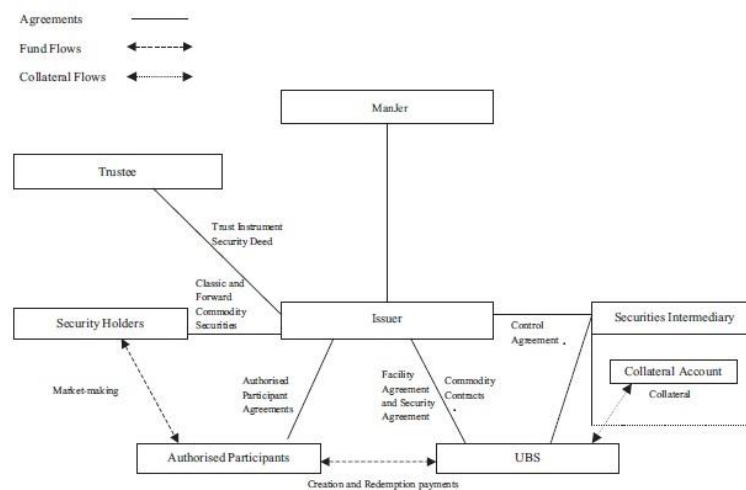 Agreements
Fund Flows
Collateral Flows
ManJer
Trustee
Trust Instrument
Security Deed
Classic and
Forward
Commodity
Securities
Security Holders
Issuer
Securities Intermediary
Control
Agreement
Collateral Account
Collateral
Market-making
Authorised
Participant
Agreements
Facility
Agreement
and Security
Agreement
Commodity
Contracts
Authorised Participants
UBS
Creation and Redemption payments